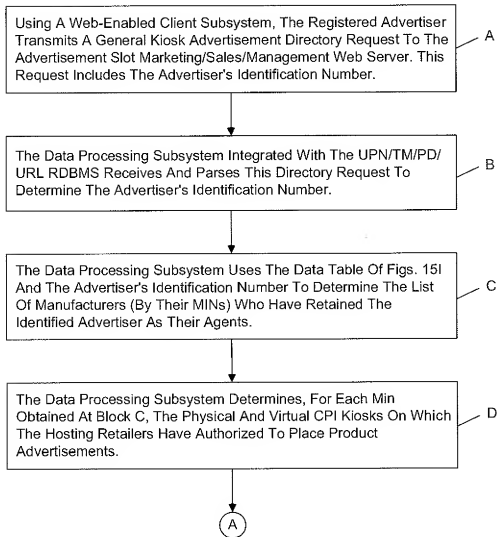 Using A Web-Enabled Client Subsystem, The Registered Advertiser
Transmits A General Kiosk Advertisement Directory Request To The
Advertisement Slot Marketing/Sales/Management Web Server. This
Request Includes The Advertiser's Identification Number.
A
The Data Processing Subsystem Integrated With The UPN/TM/PD/
URL RDBMS Receives And Parses This Directory Request To
Determine The Advertiser's Identification Number.
B
The Data Processing Subsystem Uses The Data Table Of Figs. 15I
And The Advertiser's Identification Number To Determine The List
Of Manufacturers (By Their MINs) Who Have Retained The
Identified Advertiser As Their Agents.
C
The Data Processing Subsystem Determines, For Each Min
Obtained At Block C, The Physical And Virtual CPI Kiosks On Which
The Hosting Retailers Have Authorized To Place Product
Advertisements.
D
A